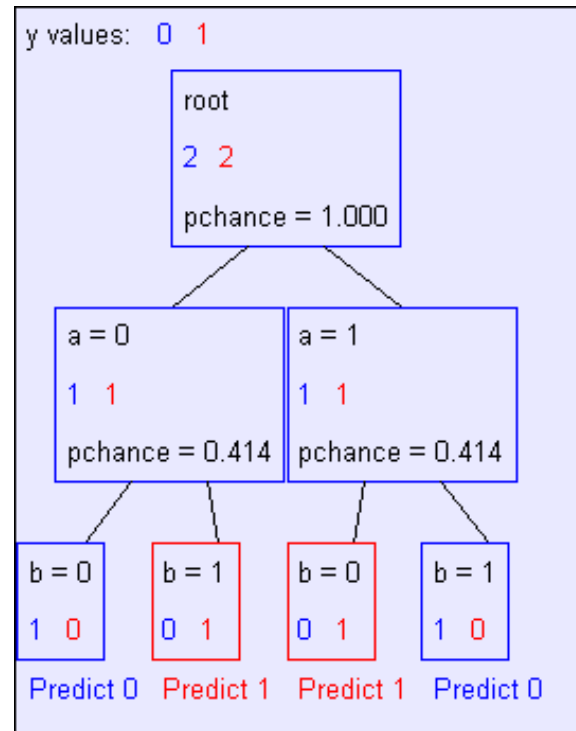 y values: 0 1
root
2 2
pchance = 1.000
a = 0 a = 1
1 1 1 1
pchance = 0.414 pchance = 0.414
b = 0 b = 1 b = 0 b = 1
1 0 0 1 0 1 1 0
Predict 0 Predict 1 Predict 1 Predict 0